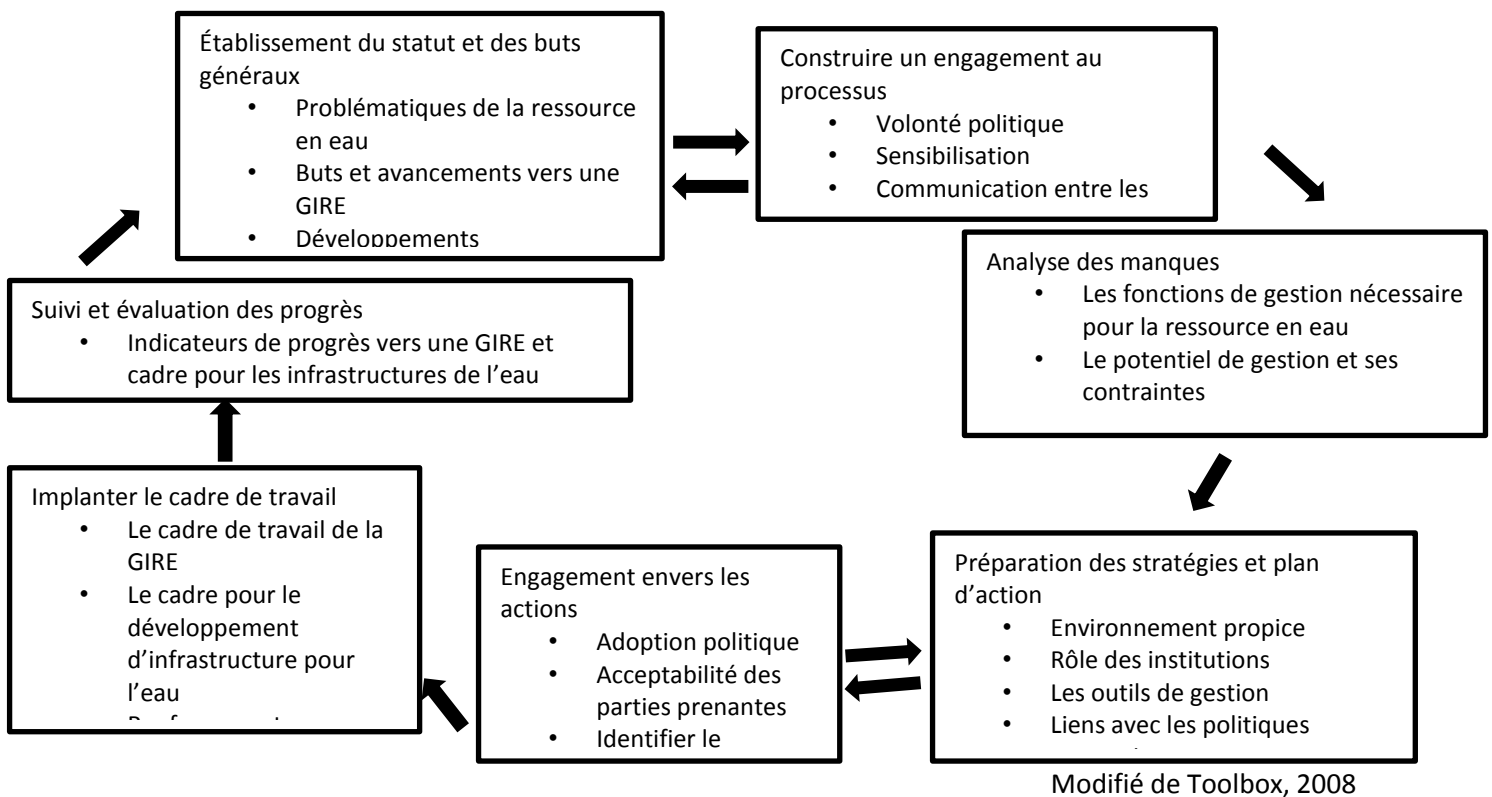 Établissement du statut et des buts
généraux
• Problématiques de la ressource
en eau
• Buts et avancements vers une
GIRE
• Développements
Construire un engagement au
processus
• Volonté politique
• Sensibilisation
• Communication entre les
Analyse des manques
• Les fonctions de gestion nécessaire
pour la ressource en eau
• Le potentiel de gestion et ses
contraintes
Préparation des stratégies et plan
d’action
• Environnement propice
• Rôle des institutions
• Les outils de gestion
• Liens avec les politiques
Engagement envers les
actions
• Adoption politique
• Acceptabilité des
parties prenantes
• Identifier le
Implanter le cadre de travail
• Le cadre de travail de la
GIRE
• Le cadre pour le
développement
d’infrastructure pour
l’eau
Suivi et évaluation des progrès
• Indicateurs de progrès vers une GIRE et
cadre pour les infrastructures de l’eau
Modifié de Toolbox, 2008